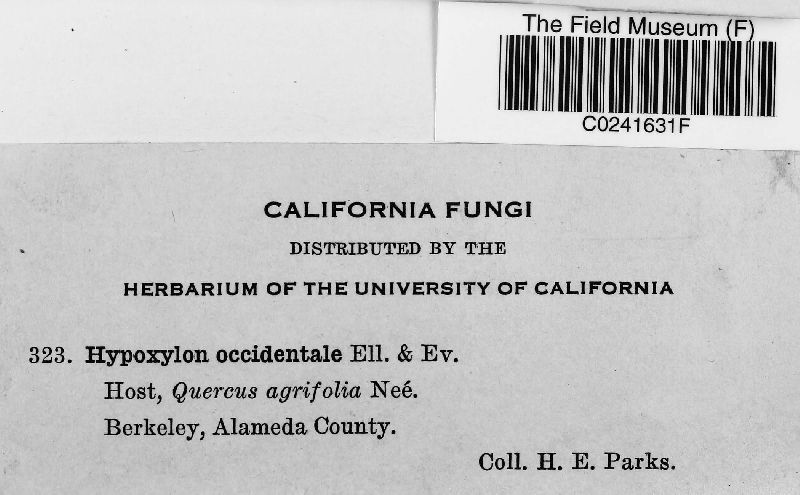 The Field Museum (F)
C0241631F
CALIFORNIA FUNGI
DISTRIBUTED BY THE
HERBARIUM OF THE UNIVERSITY OF CALIFORNIA
323. Hypoxylon occidentale Ell. & Ev.
Host, Quercus agrifolia Neé.
Berkeley, Alameda County.
Coll. H. E. Parks.